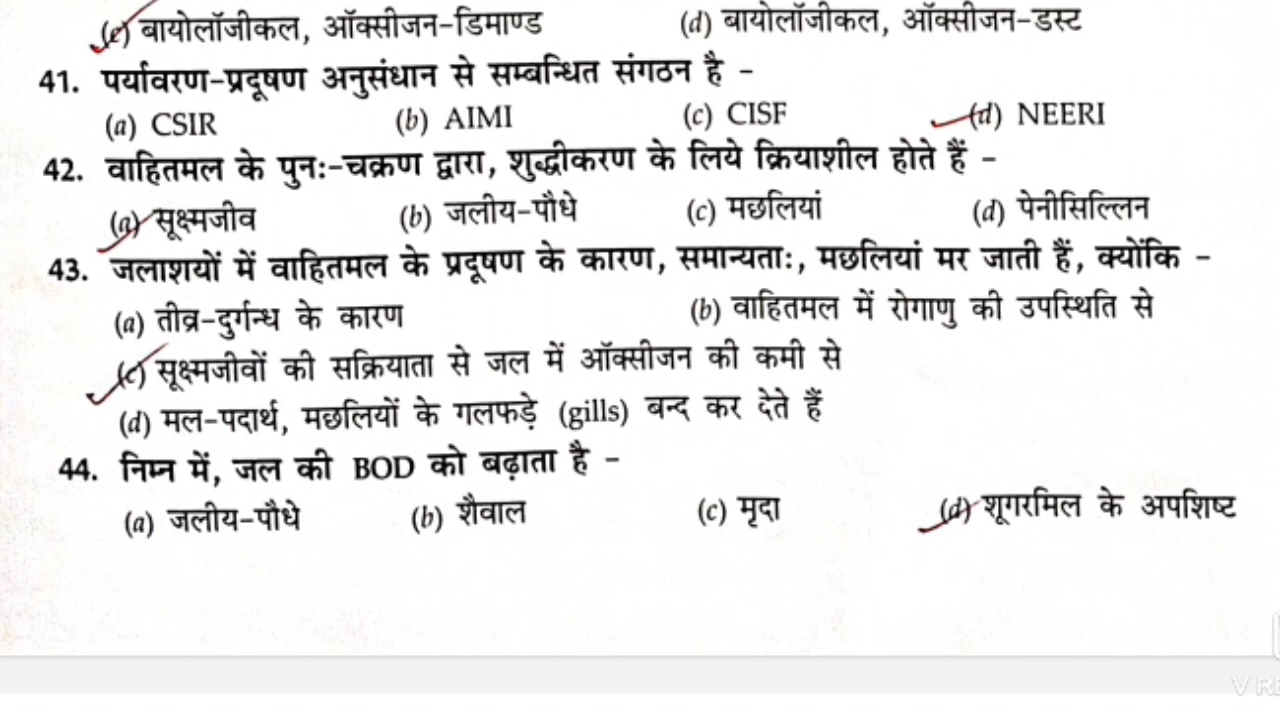 (c) बायोलॉजीकल, ऑक्सीजन-डिमाण्ड (d) बायोलॉजीकल, ऑक्सीजन-डस्ट
41. पर्यावरण-प्रदूषण अनुसंधान से सम्बन्धित संगठन है -
(a) CSIR (b) AIMI (c) CISF (d) NEERI
42. वाहितमल के पुनः-चक्रण द्वारा, शुद्धीकरण के लिये क्रियाशील होते हैं -
(a) सूक्ष्मजीव (b) जलीय-पौधे (c) मछलियां (d) पेनीसिल्लिन
43. जलाशयों में वाहितमल के प्रदूषण के कारण, समान्यताः, मछलियां मर जाती हैं, क्योंकि -
(a) तीव्र-दुर्गन्ध के कारण (b) वाहितमल में रोगाणु की उपस्थिति से
(c) सूक्ष्मजीवों की सक्रियाता से जल में ऑक्सीजन की कमी से
(d) मल-पदार्थ, मछलियों के गलफड़े (gills) बन्द कर देते हैं
44. निम्न में, जल की BOD को बढ़ाता है -
(a) जलीय-पौधे (b) शैवाल (c) मृदा (d) शूगरमिल के अपशिष्ट